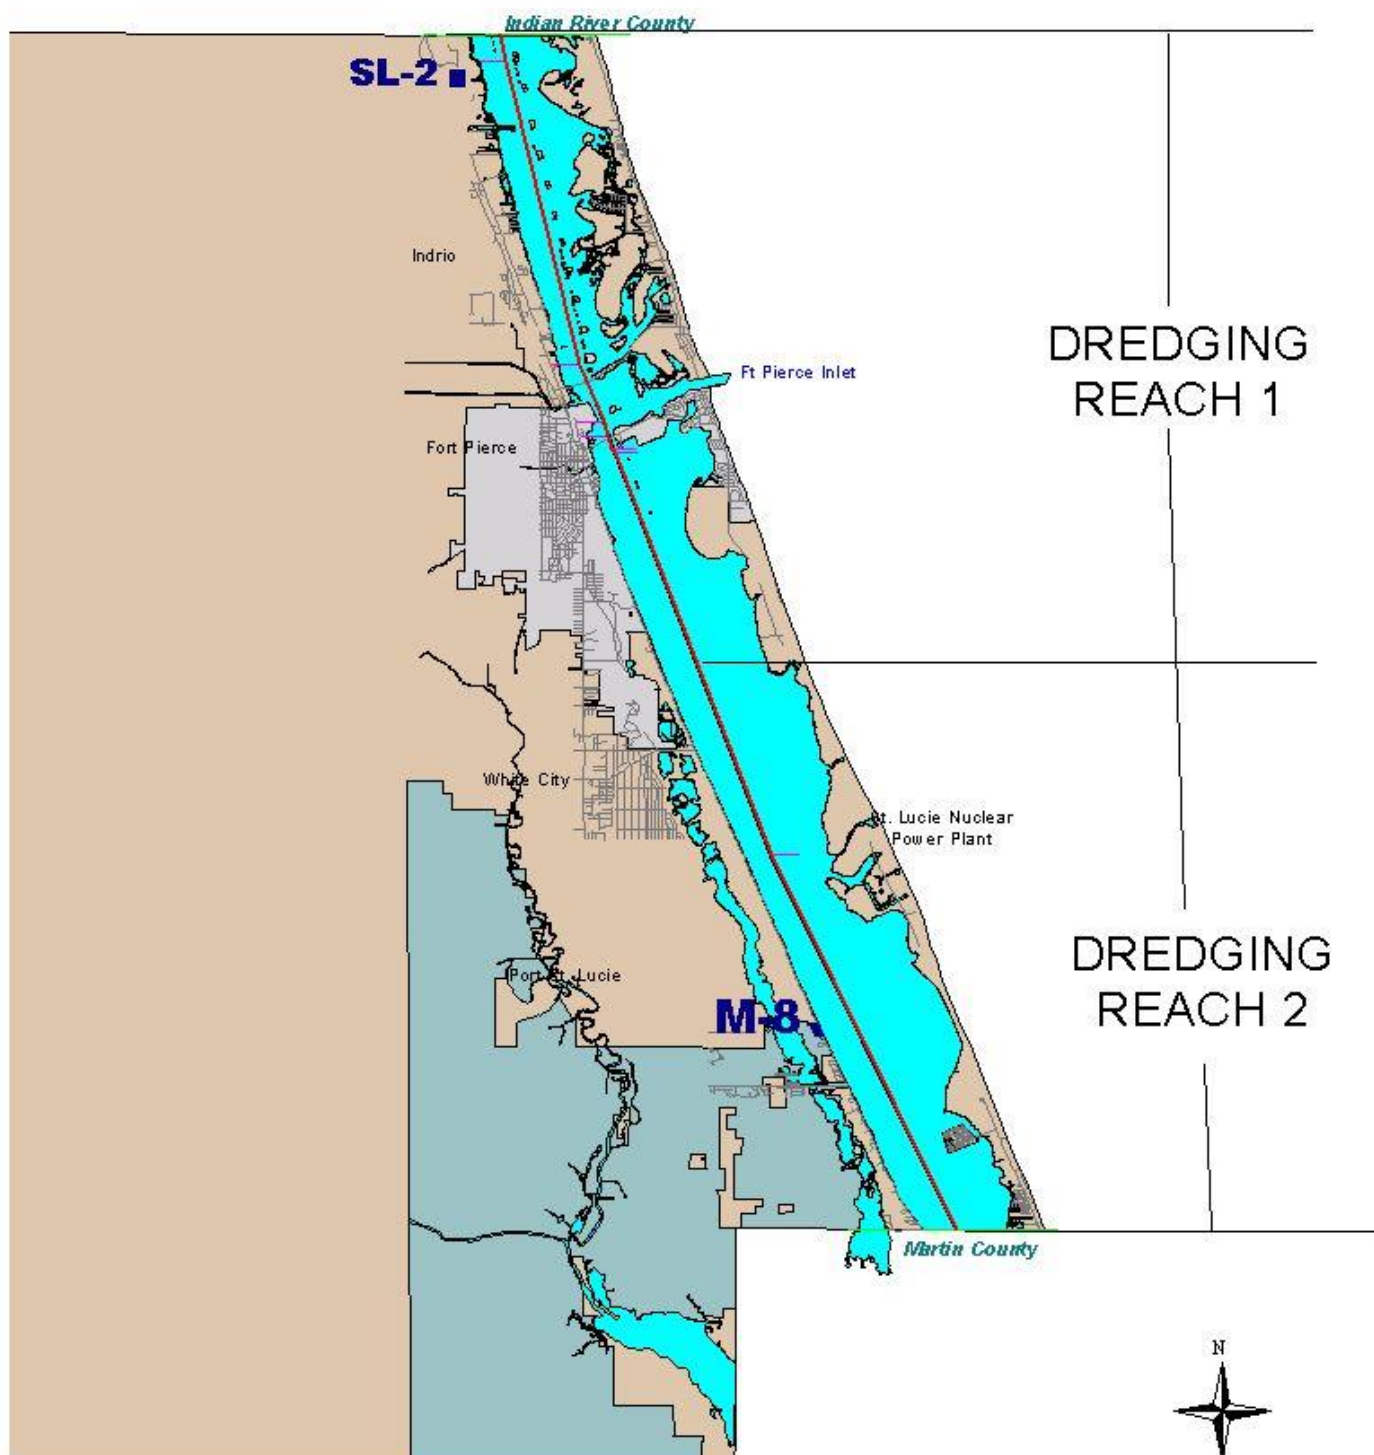 Indian River County
SL-2
Indrio
DREDGING
REACH 1
Ft Pierce Inlet
Fort Pierce
White City
St. Lucie Nuclear
Power Plant
DREDGING
REACH 2
Port St. Lucie
M-8
Martin County
N